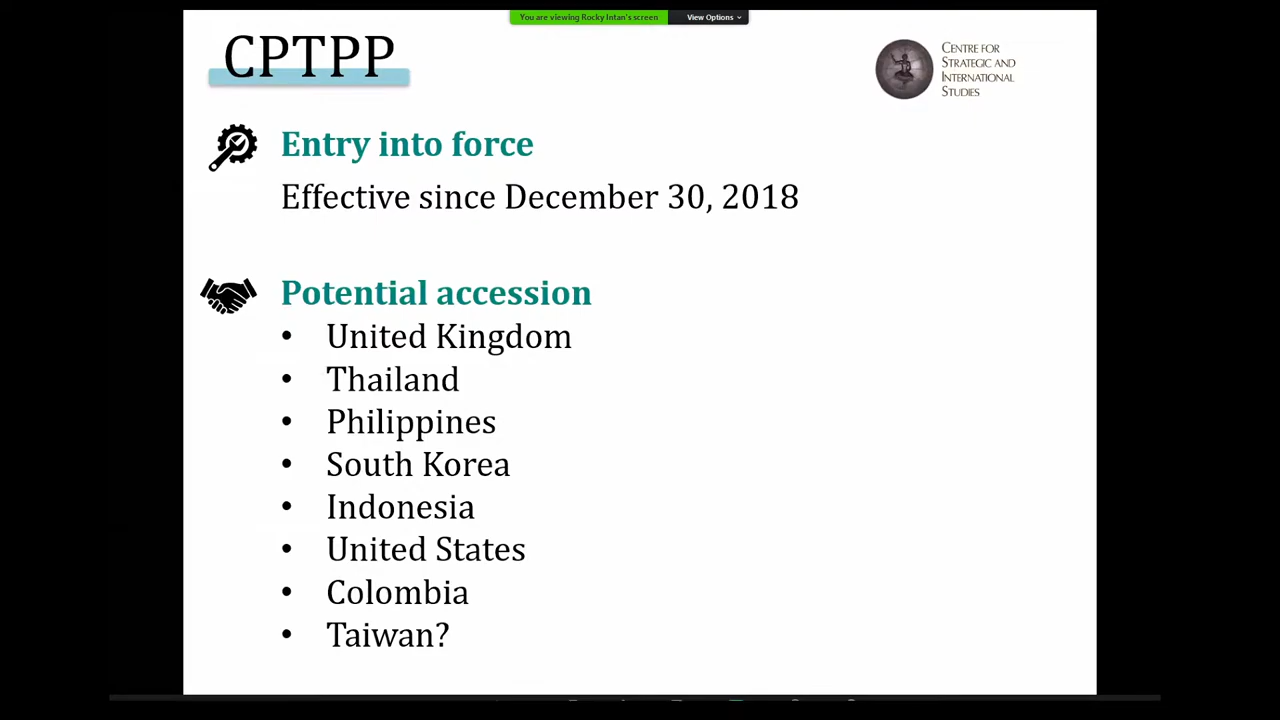 You are viewing Rocky Intan's screen
View Options
CPTPP
CENTRE FOR
STRATEGIC AND
INTERNATIONAL
STUDIES
Entry into force
Effective since December 30, 2018
Potential accession
• United Kingdom
• Thailand
• Philippines
• South Korea
• Indonesia
• United States
• Colombia
• Taiwan?